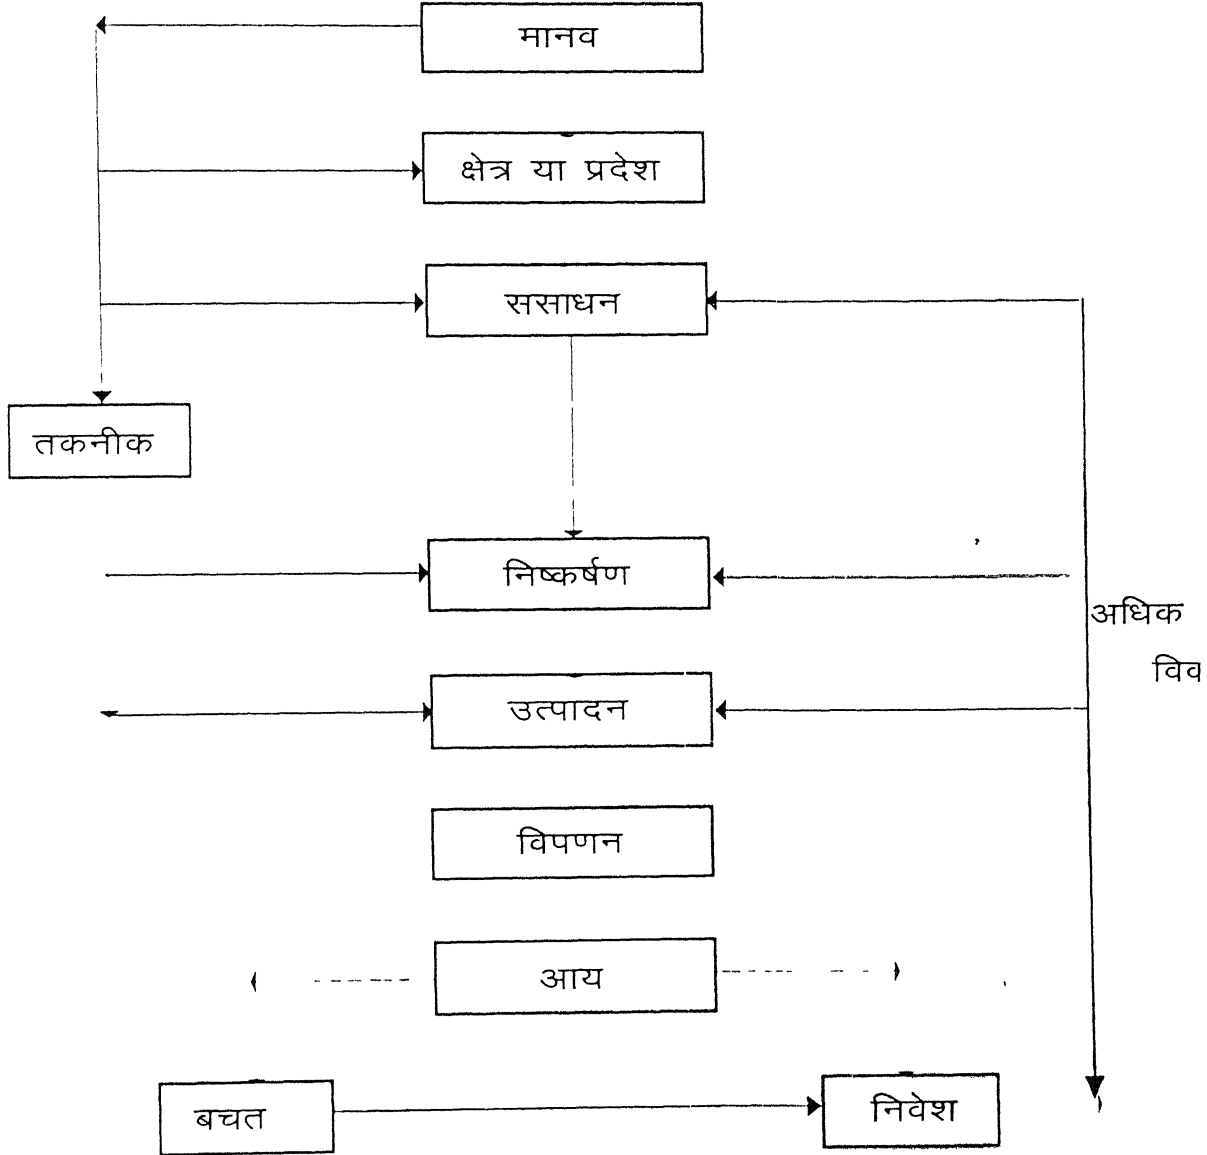 मानव
क्षेत्र या प्रदेश
ससाधन
तकनीक
निष्कर्षण
उत्पादन
अधिक
विपणन
आय
बचत
निवेश